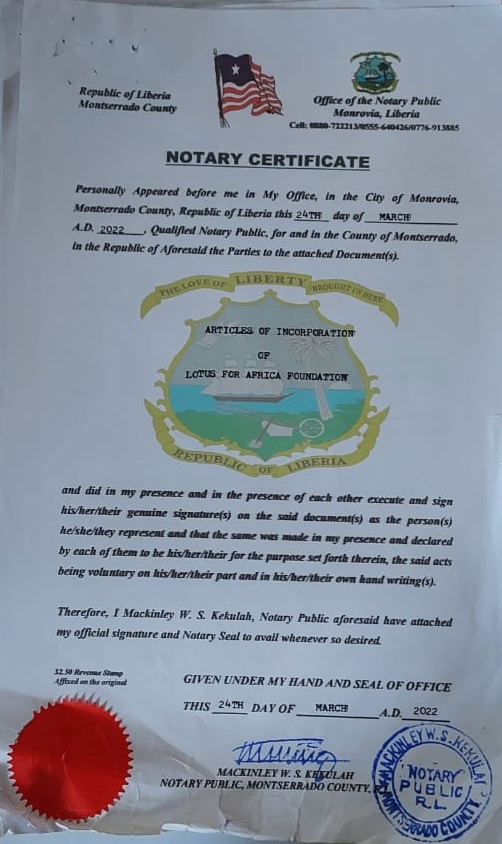 Republic of Liberia
Montserrado County
Office of the Notary Public
Monrovia, Liberia
Cell: 0880-722213/0555-640426/0776-913885
NOTARY CERTIFICATE
Personally Appeared before me in My Office, in the City of Monrovia,
Montserrado County, Republic of Liberia this 24TH day of MARCH
A.D. 2022, Qualified Notary Public, for and in the County of Montserrado,
in the Republic of Aforesaid the Parties to the attached Document(s).
THE LOVE OF LIBERTY BROUGHT US HERE
ARTICLES OF INCORPORATION
OF
LOTUS FOR AFRICA FOUNDATION
REPUBLIC OF LIBERIA
and did in my presence and in the presence of each other execute and sign
his/her/their genuine signature(s) on the said document(s) as the person(s)
he/she/they represent and that the same was made in my presence and declared
by each of them to be his/her/their for the purpose set forth therein, the said acts
being voluntary on his/her/their part and in his/her/their own hand writing(s).
Therefore, I Mackinley W. S. Kekulah, Notary Public aforesaid have attached
my official signature and Notary Seal to avail whenever so desired.
$2.50 Revenue Stamp
Affixed on the original
GIVEN UNDER MY HAND AND SEAL OF OFFICE
THIS 24TH DAY OF MARCH A.D. 2022
MACKINLEY W. S. KEKULAH
NOTARY PUBLIC, MONTSERRADO COUNTY, R.
MACKINLEY W. S. KEKULAH
NOTARY
PUBLIC
R.L.
MONTSERRADO COUNTY